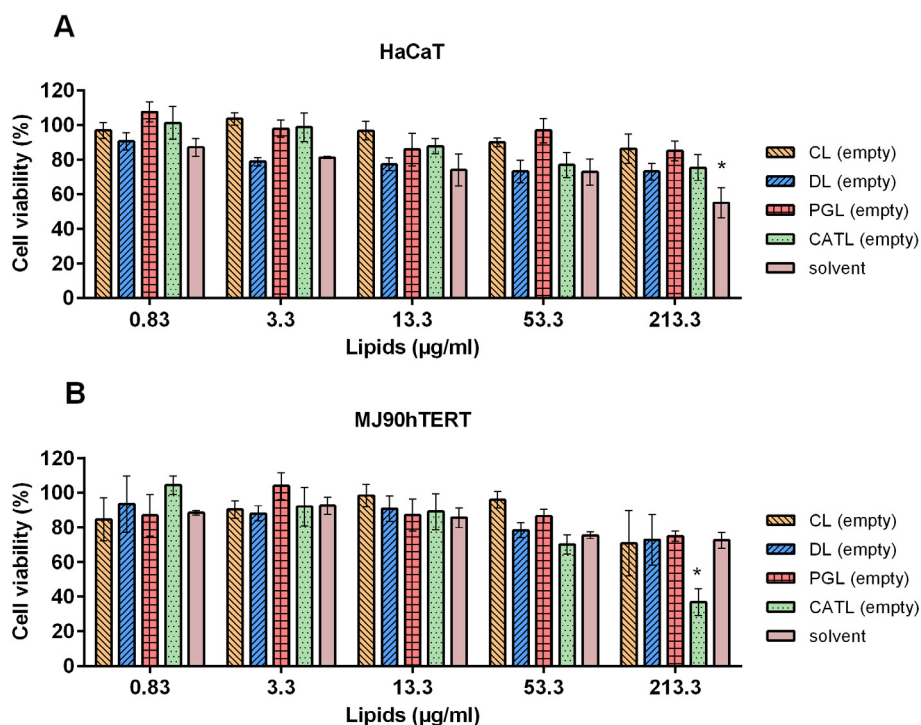 A
HaCaT
Cell viability (%)
120
100
80
60
40
20
0
0.83 3.3 13.3 53.3 213.3
Lipids (µg/ml)
*
CL (empty)
DL (empty)
PGL (empty)
CATL (empty)
solvent
B
MJ90hTERT
Cell viability (%)
120
100
80
60
40
20
0
0.83 3.3 13.3 53.3 213.3
Lipids (µg/ml)
*
CL (empty)
DL (empty)
PGL (empty)
CATL (empty)
solvent